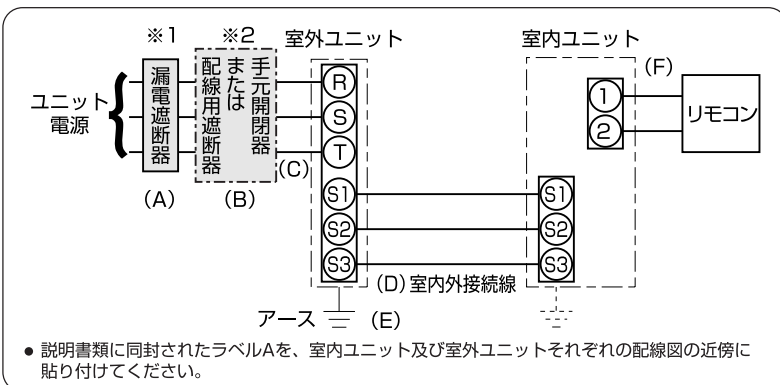 ※1
※2
室外ユニット
室内ユニット
ユニット
電源
漏電遮断器
手元開閉器
または
配線用遮断器
R
S
T
S1
S2
S3
1
2
S1
S2
S3
リモコン
(A)
(B)
(C)
(D) 室内外接続線
(E)
(F)
アース
● 説明書類に同封されたラベルAを、室内ユニット及び室外ユニットそれぞれの配線図の近傍に
貼り付けてください。